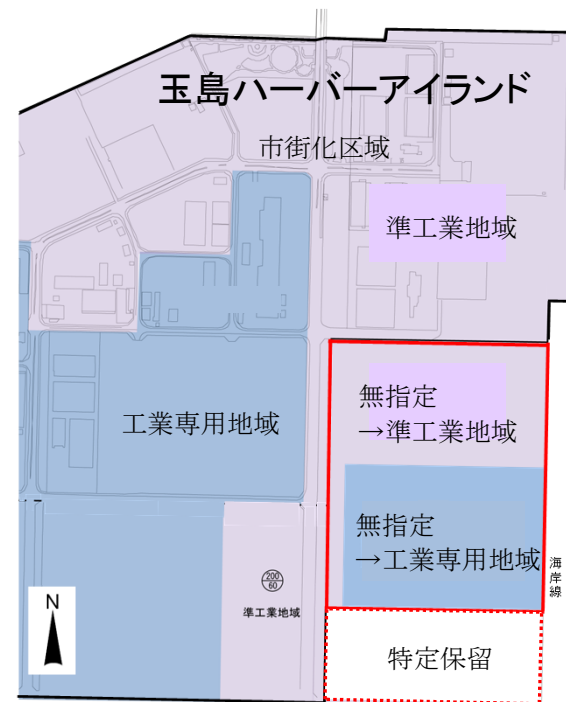 玉島ハーバーアイランド
市街化区域
準工業地域
無指定
→準工業地域
工業専用地域
無指定
→工業専用地域
海岸線
200
60
準工業地域
N
特定保留